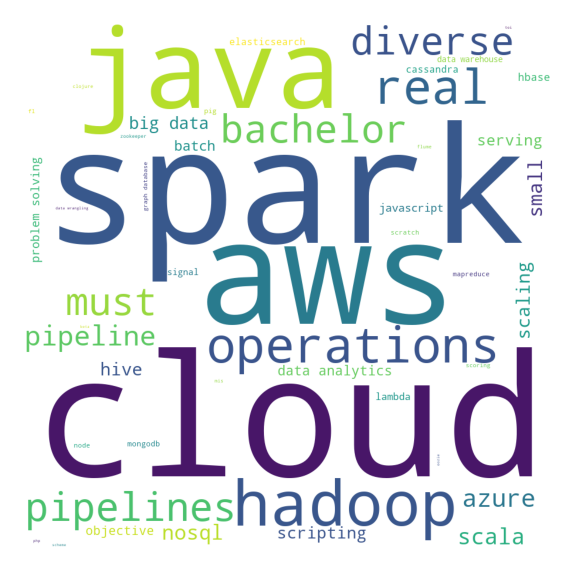 java
elasticsearch
diverse
data warehouse
cassandra
hbase
real
clojure
pig
big data
bachelor
zookeeper
batch
flume
serving
problem solving
graph database
spark
small
data wrangling
javascript
scratch
aws
signal
mapreduce
must
scaling
pipeline
operations
hive
data analytics
scoring
cloud
lambda
node
mongodb
pipelines
hadoop
azure
objective
nosql
scripting
scala
php